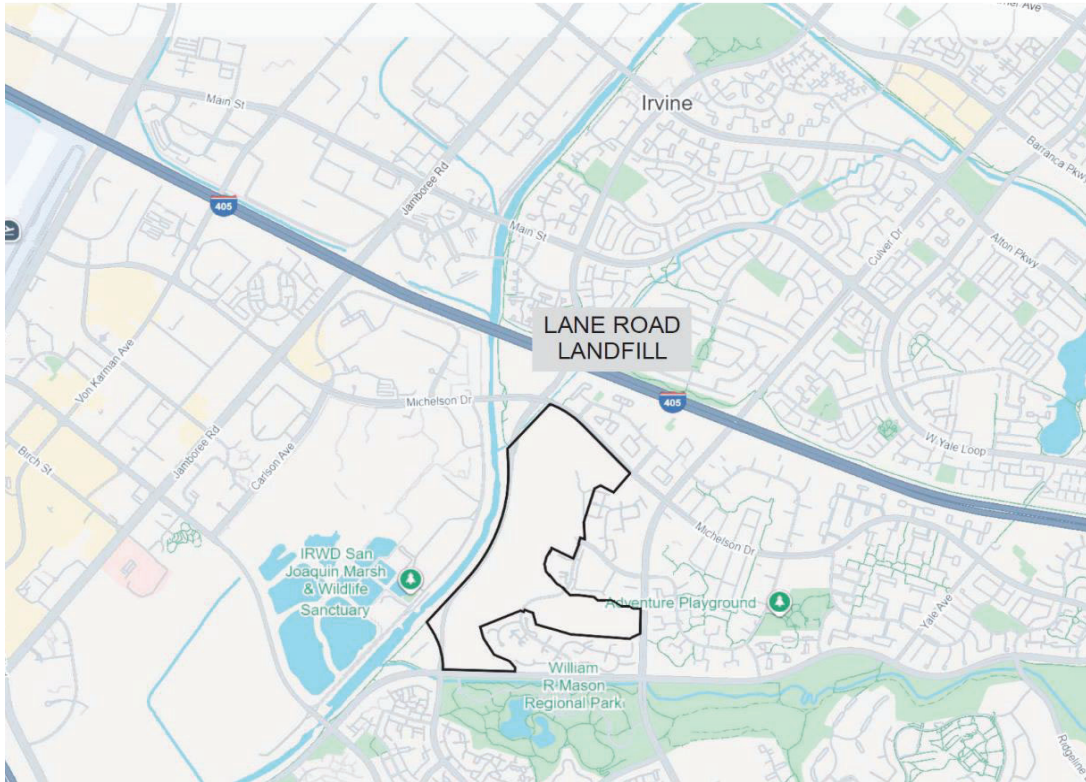 Main St
Irvine
Barranca Pkwy
Jamboree Rd
405
Main St
Alton Pkwy
Culver Dr
LANE ROAD
LANDFILL
Von Karman Ave
Michelson Dr
405
W Yale Loop
Birch St
Jamboree Rd
Carlson Ave
Michelson Dr
IRWD San
Joaquin Marsh
& Wildlife
Sanctuary
Adventure Playground
Yale Ave
William
R Mason
Regional Park